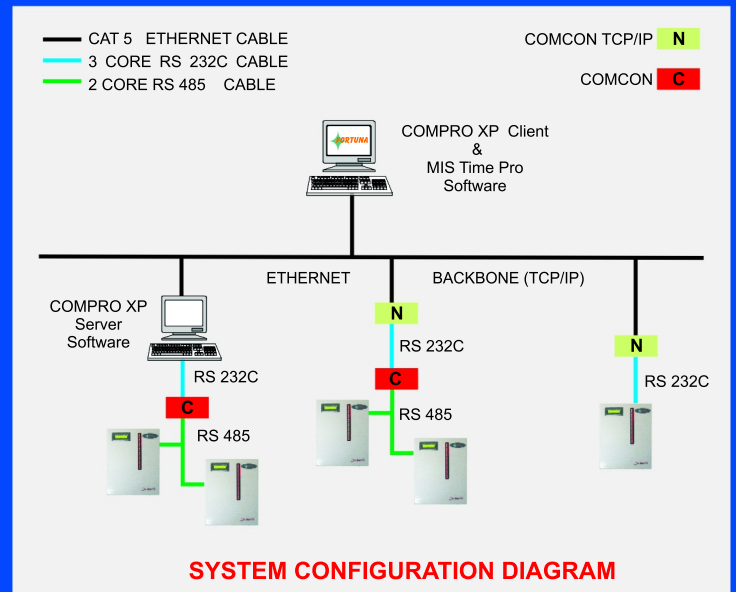 CAT 5 ETHERNET CABLE
3 CORE RS 232C CABLE
2 CORE RS 485 CABLE
COMCON TCP/IP N
COMCON C
FORTUNA
COMPRO XP Client
&
MIS Time Pro
Software
ETHERNET BACKBONE (TCP/IP)
COMPRO XP
Server
Software
N
RS 232C
C
RS 485
N
RS 232C
RS 232C
C
RS 485
SYSTEM CONFIGURATION DIAGRAM